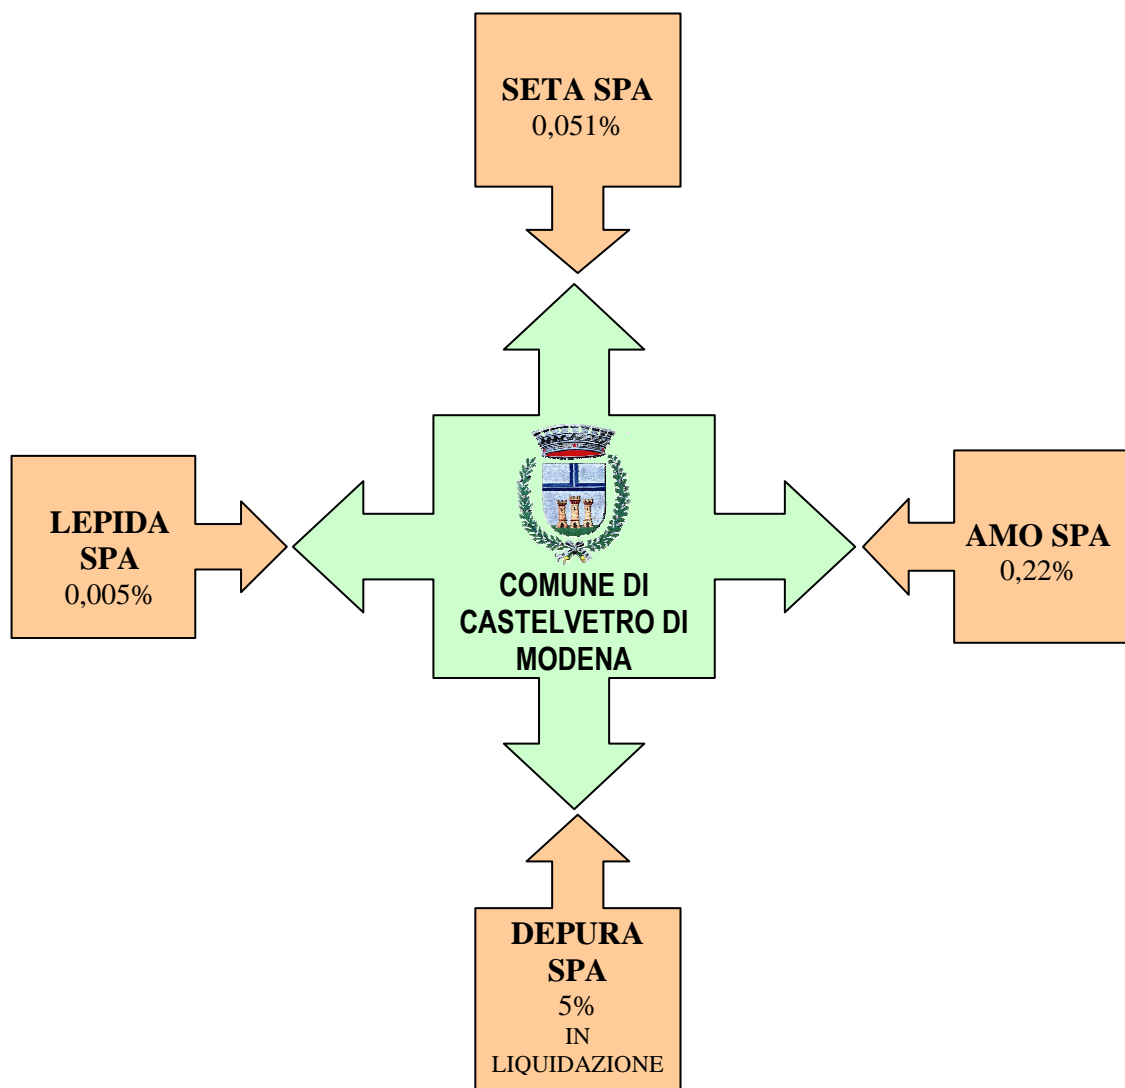 SETA SPA
0,051%
LEPIDA
SPA
0,005%
COMUNE DI
CASTELVETRO DI
MODENA
AMO SPA
0,22%
DEPURA
SPA
5%
IN
LIQUIDAZIONE